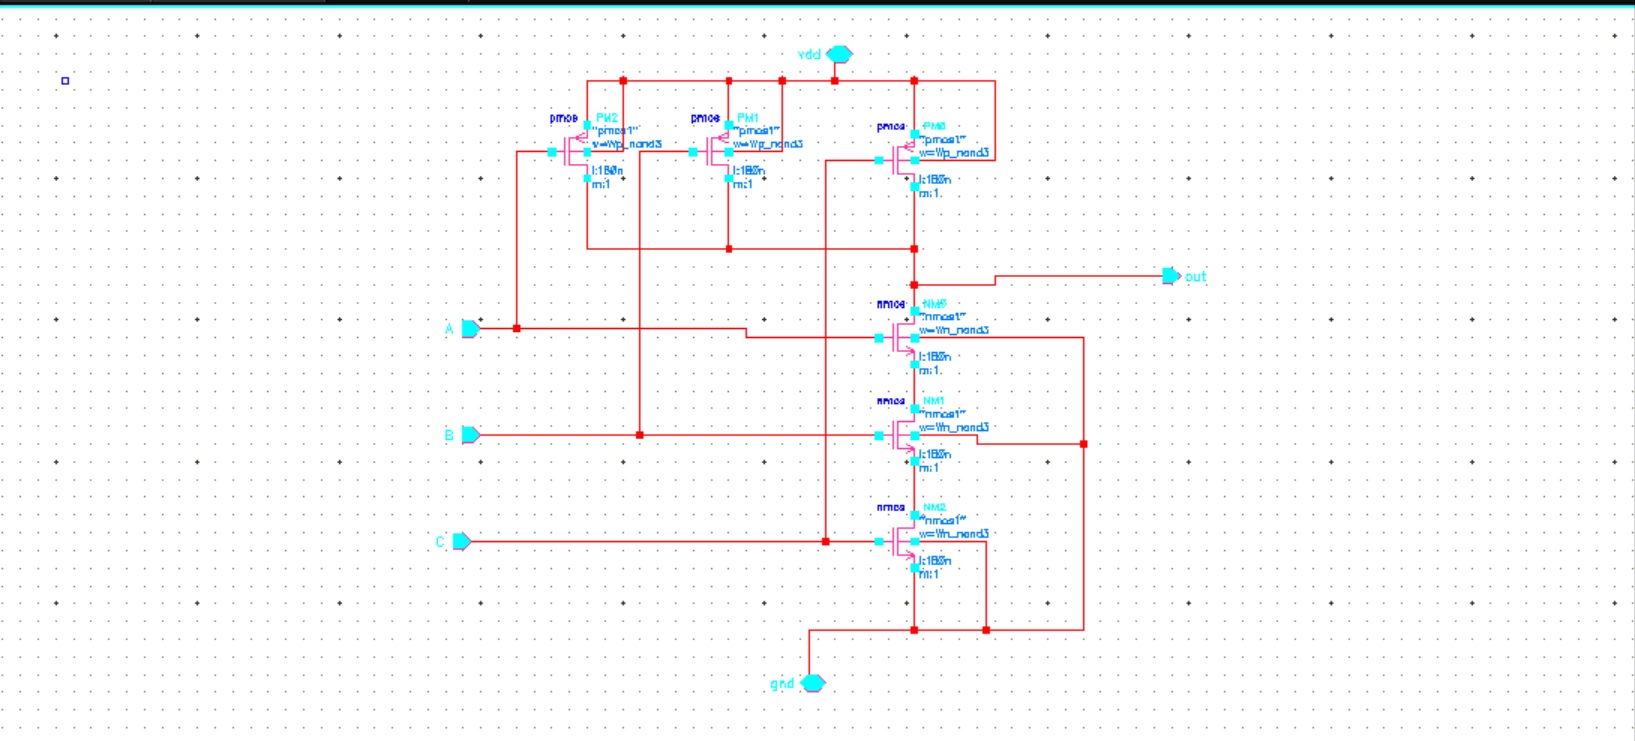 vdd
pmos PM2
"pmos1"
w=Wp_nand3
l:180n
m:1
pmos PM1
"pmos1"
w=Wp_nand3
l:180n
m:1
pmos PM0
"pmos1"
w=Wp_nand3
l:180n
m:1
out
nmos
"nmos1"
w=Wn_nand3
l:180n
m:1
A
nmos NM1
"nmos1"
w=Wn_nand3
l:180n
m:1
B
nmos NM2
"nmos1"
w=Wn_nand3
l:180n
m:1
C
gnd